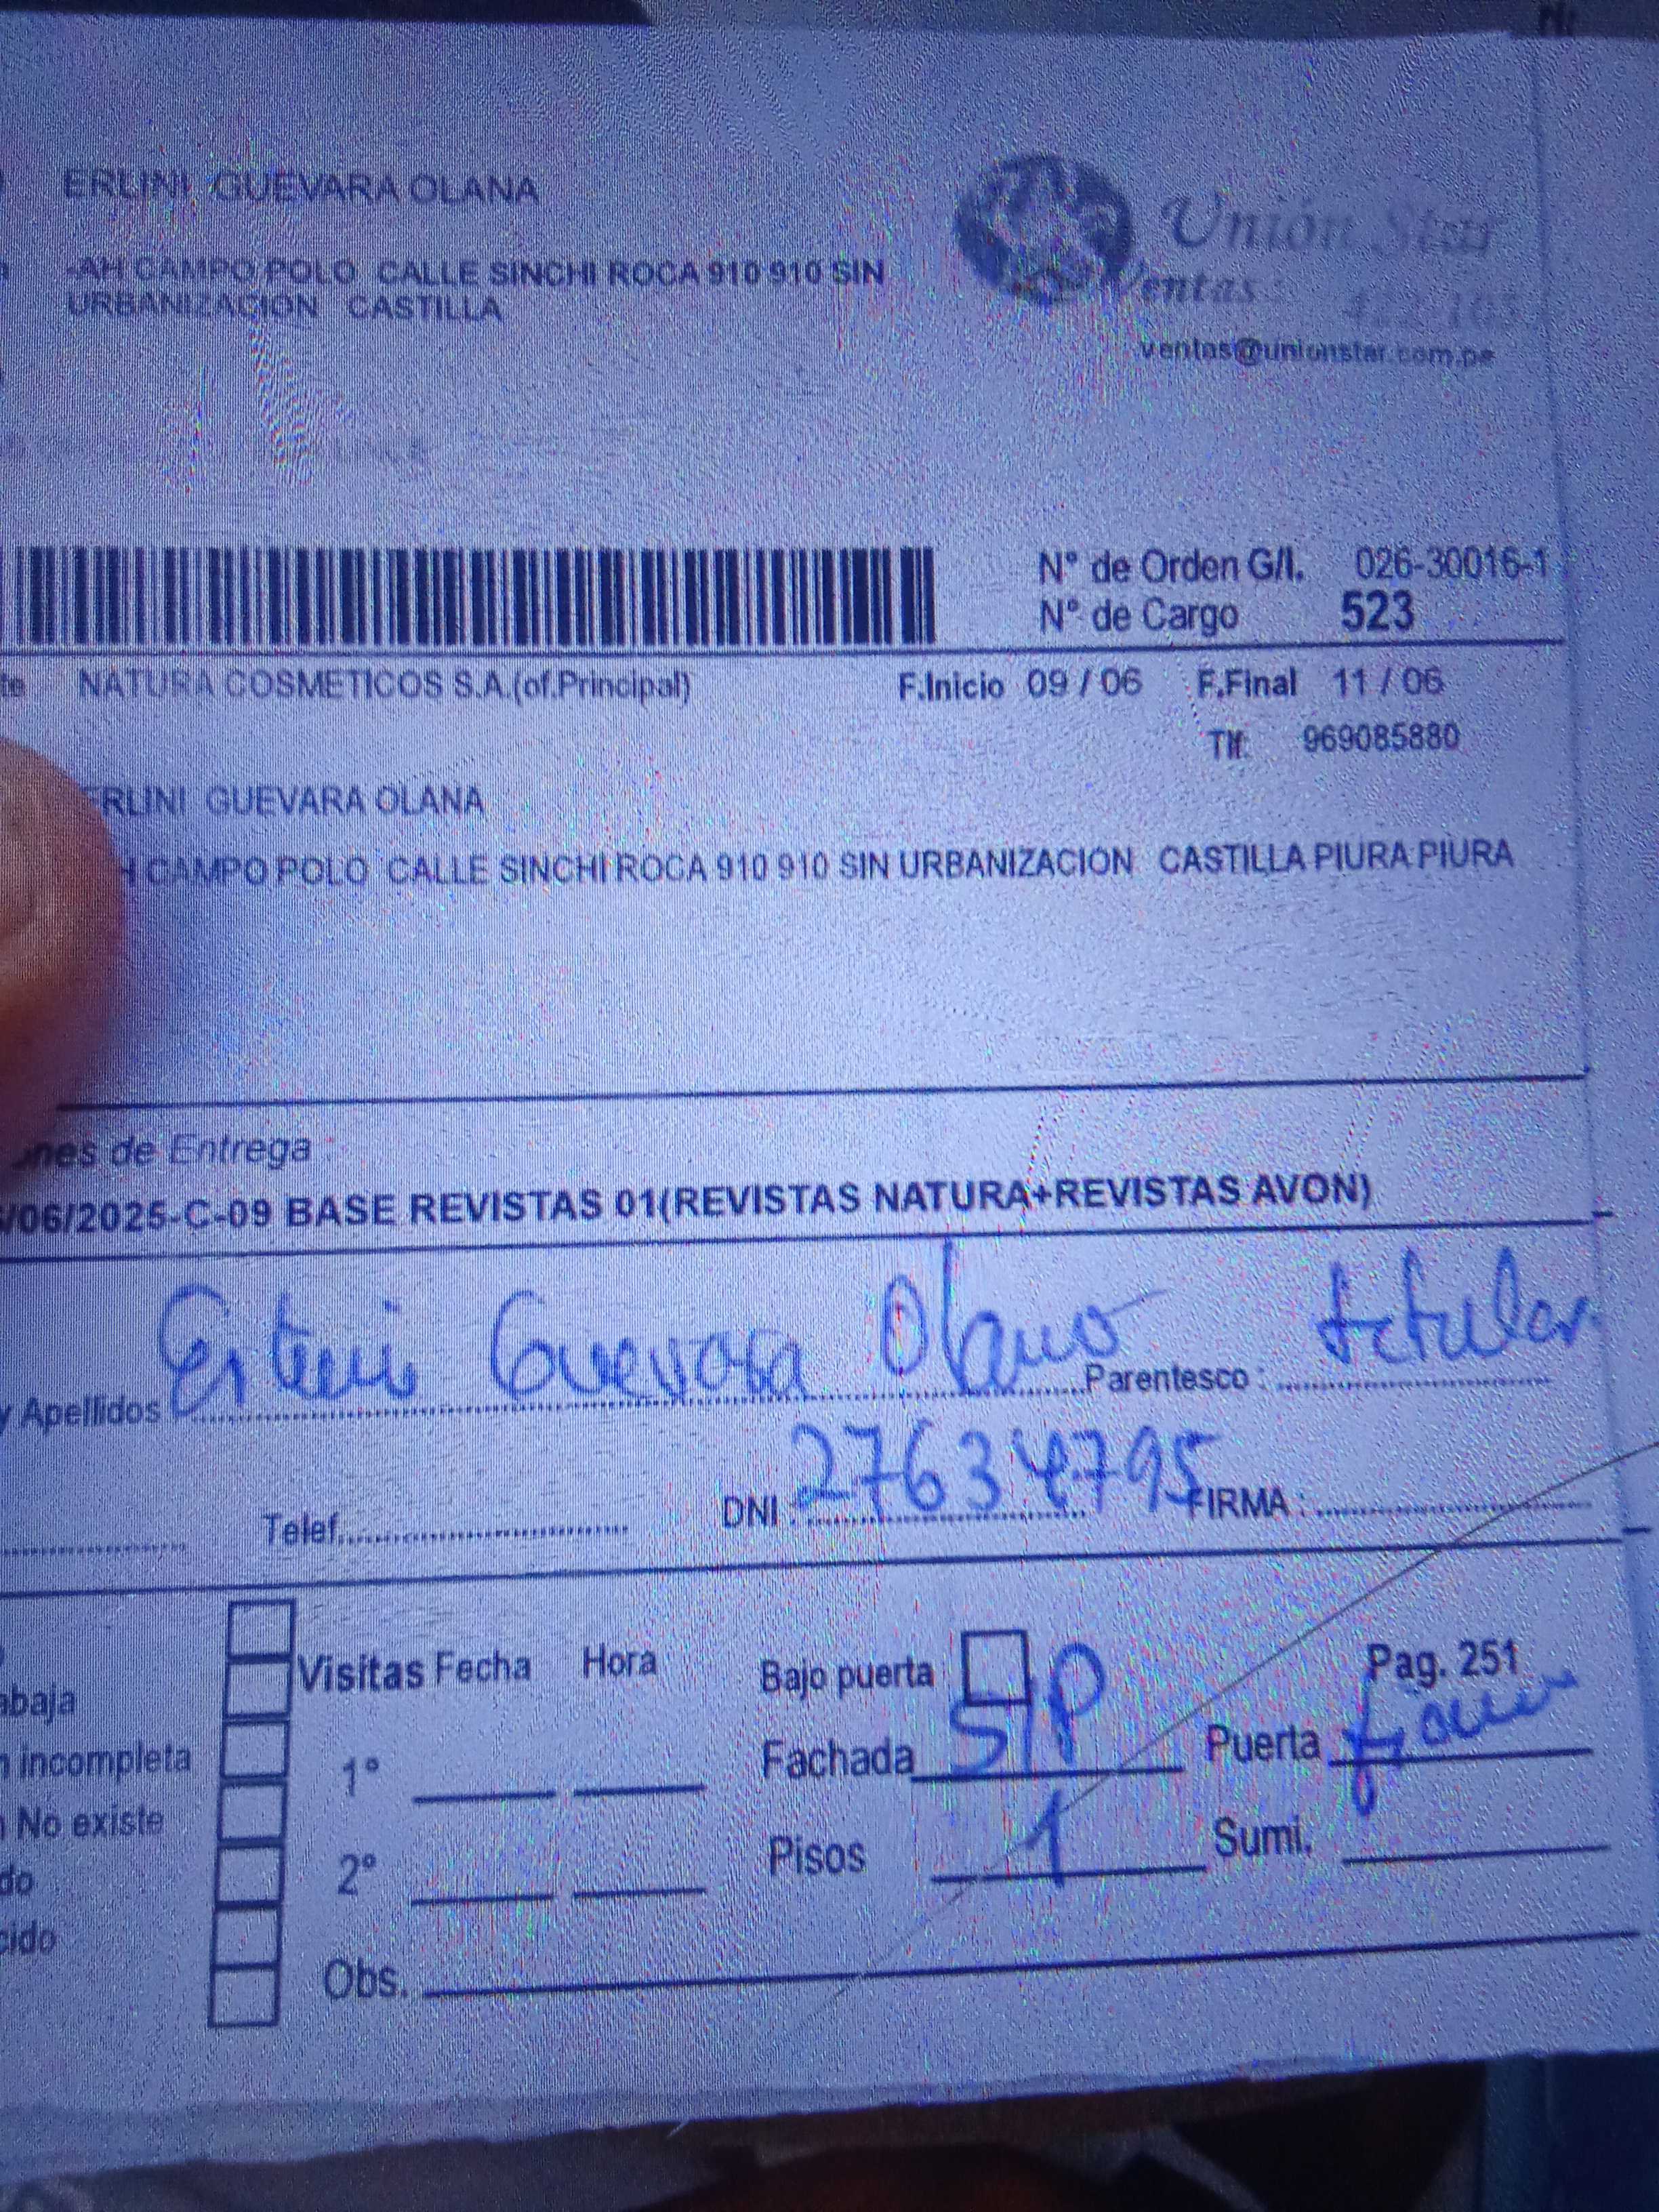 ERLINI GUEVARA OLANA
-AH CAMPO POLO CALLE SINCHI ROCA 910 910 SIN
URBANIZACION CASTILLA
Unión Star
Ventas
ventas@unionstar.com.pe
N° de Orden G/I. 026-30016-1
N° de Cargo 523
te NATURA COSMETICOS S.A.(of.Principal) F.Inicio 09 / 06 F.Final 11 / 06
Tlf: 969085880
ERLINI GUEVARA OLANA
H CAMPO POLO CALLE SINCHI ROCA 910 910 SIN URBANIZACION CASTILLA PIURA PIURA
nes de Entrega
/06/2025-C-09 BASE REVISTAS 01(REVISTAS NATURA+REVISTAS AVON)
y Apellidos Guevara Olano Parentesco : titular
Telef. DNI : 27634795 FIRMA :
Visitas Fecha Hora Bajo puerta Pag. 251
abaja
n incompleta 1° Fachada S/P Puerta
n No existe
do 2° Pisos 1 Sumi.
cido
Obs.